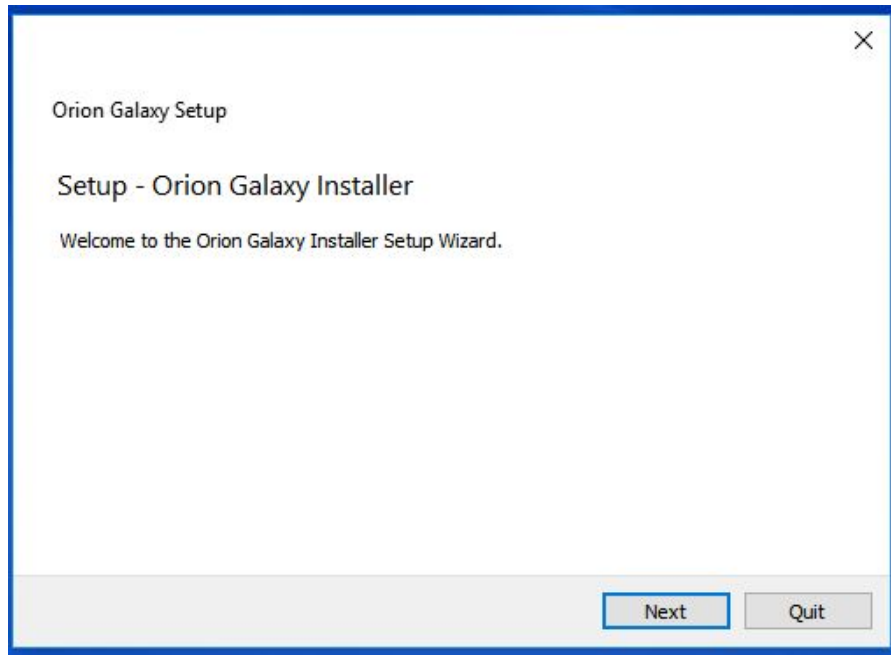 Orion Galaxy Setup
Setup - Orion Galaxy Installer
Welcome to the Orion Galaxy Installer Setup Wizard.
Next Quit